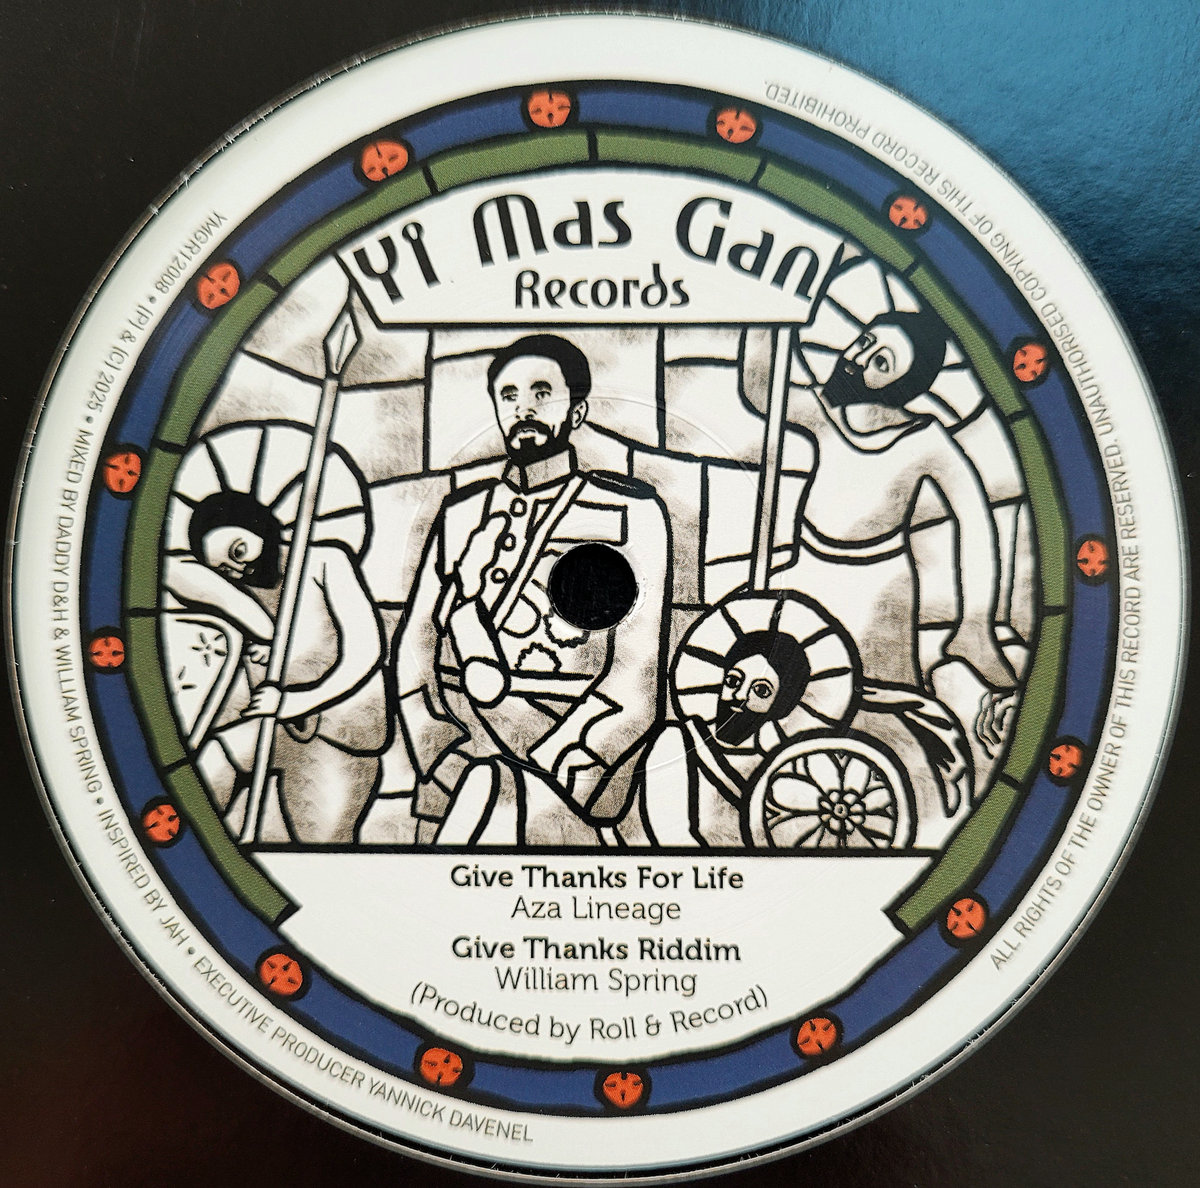 Yi Mas Gan
Records
Give Thanks For Life
Aza Lineage
Give Thanks Riddim
William Spring
(Produced by Roll & Record)
YMGR12008 • (P) & (C) 2025 • MIXED BY DADDY D&H & WILLIAM SPRING • INSPIRED BY JAH • EXECUTIVE PRODUCER YANNICK DAVENEL
ALL RIGHTS OF THE OWNER OF THIS RECORD ARE RESERVED. UNAUTHORISED COPYING OF THIS RECORD PROHIBITED.